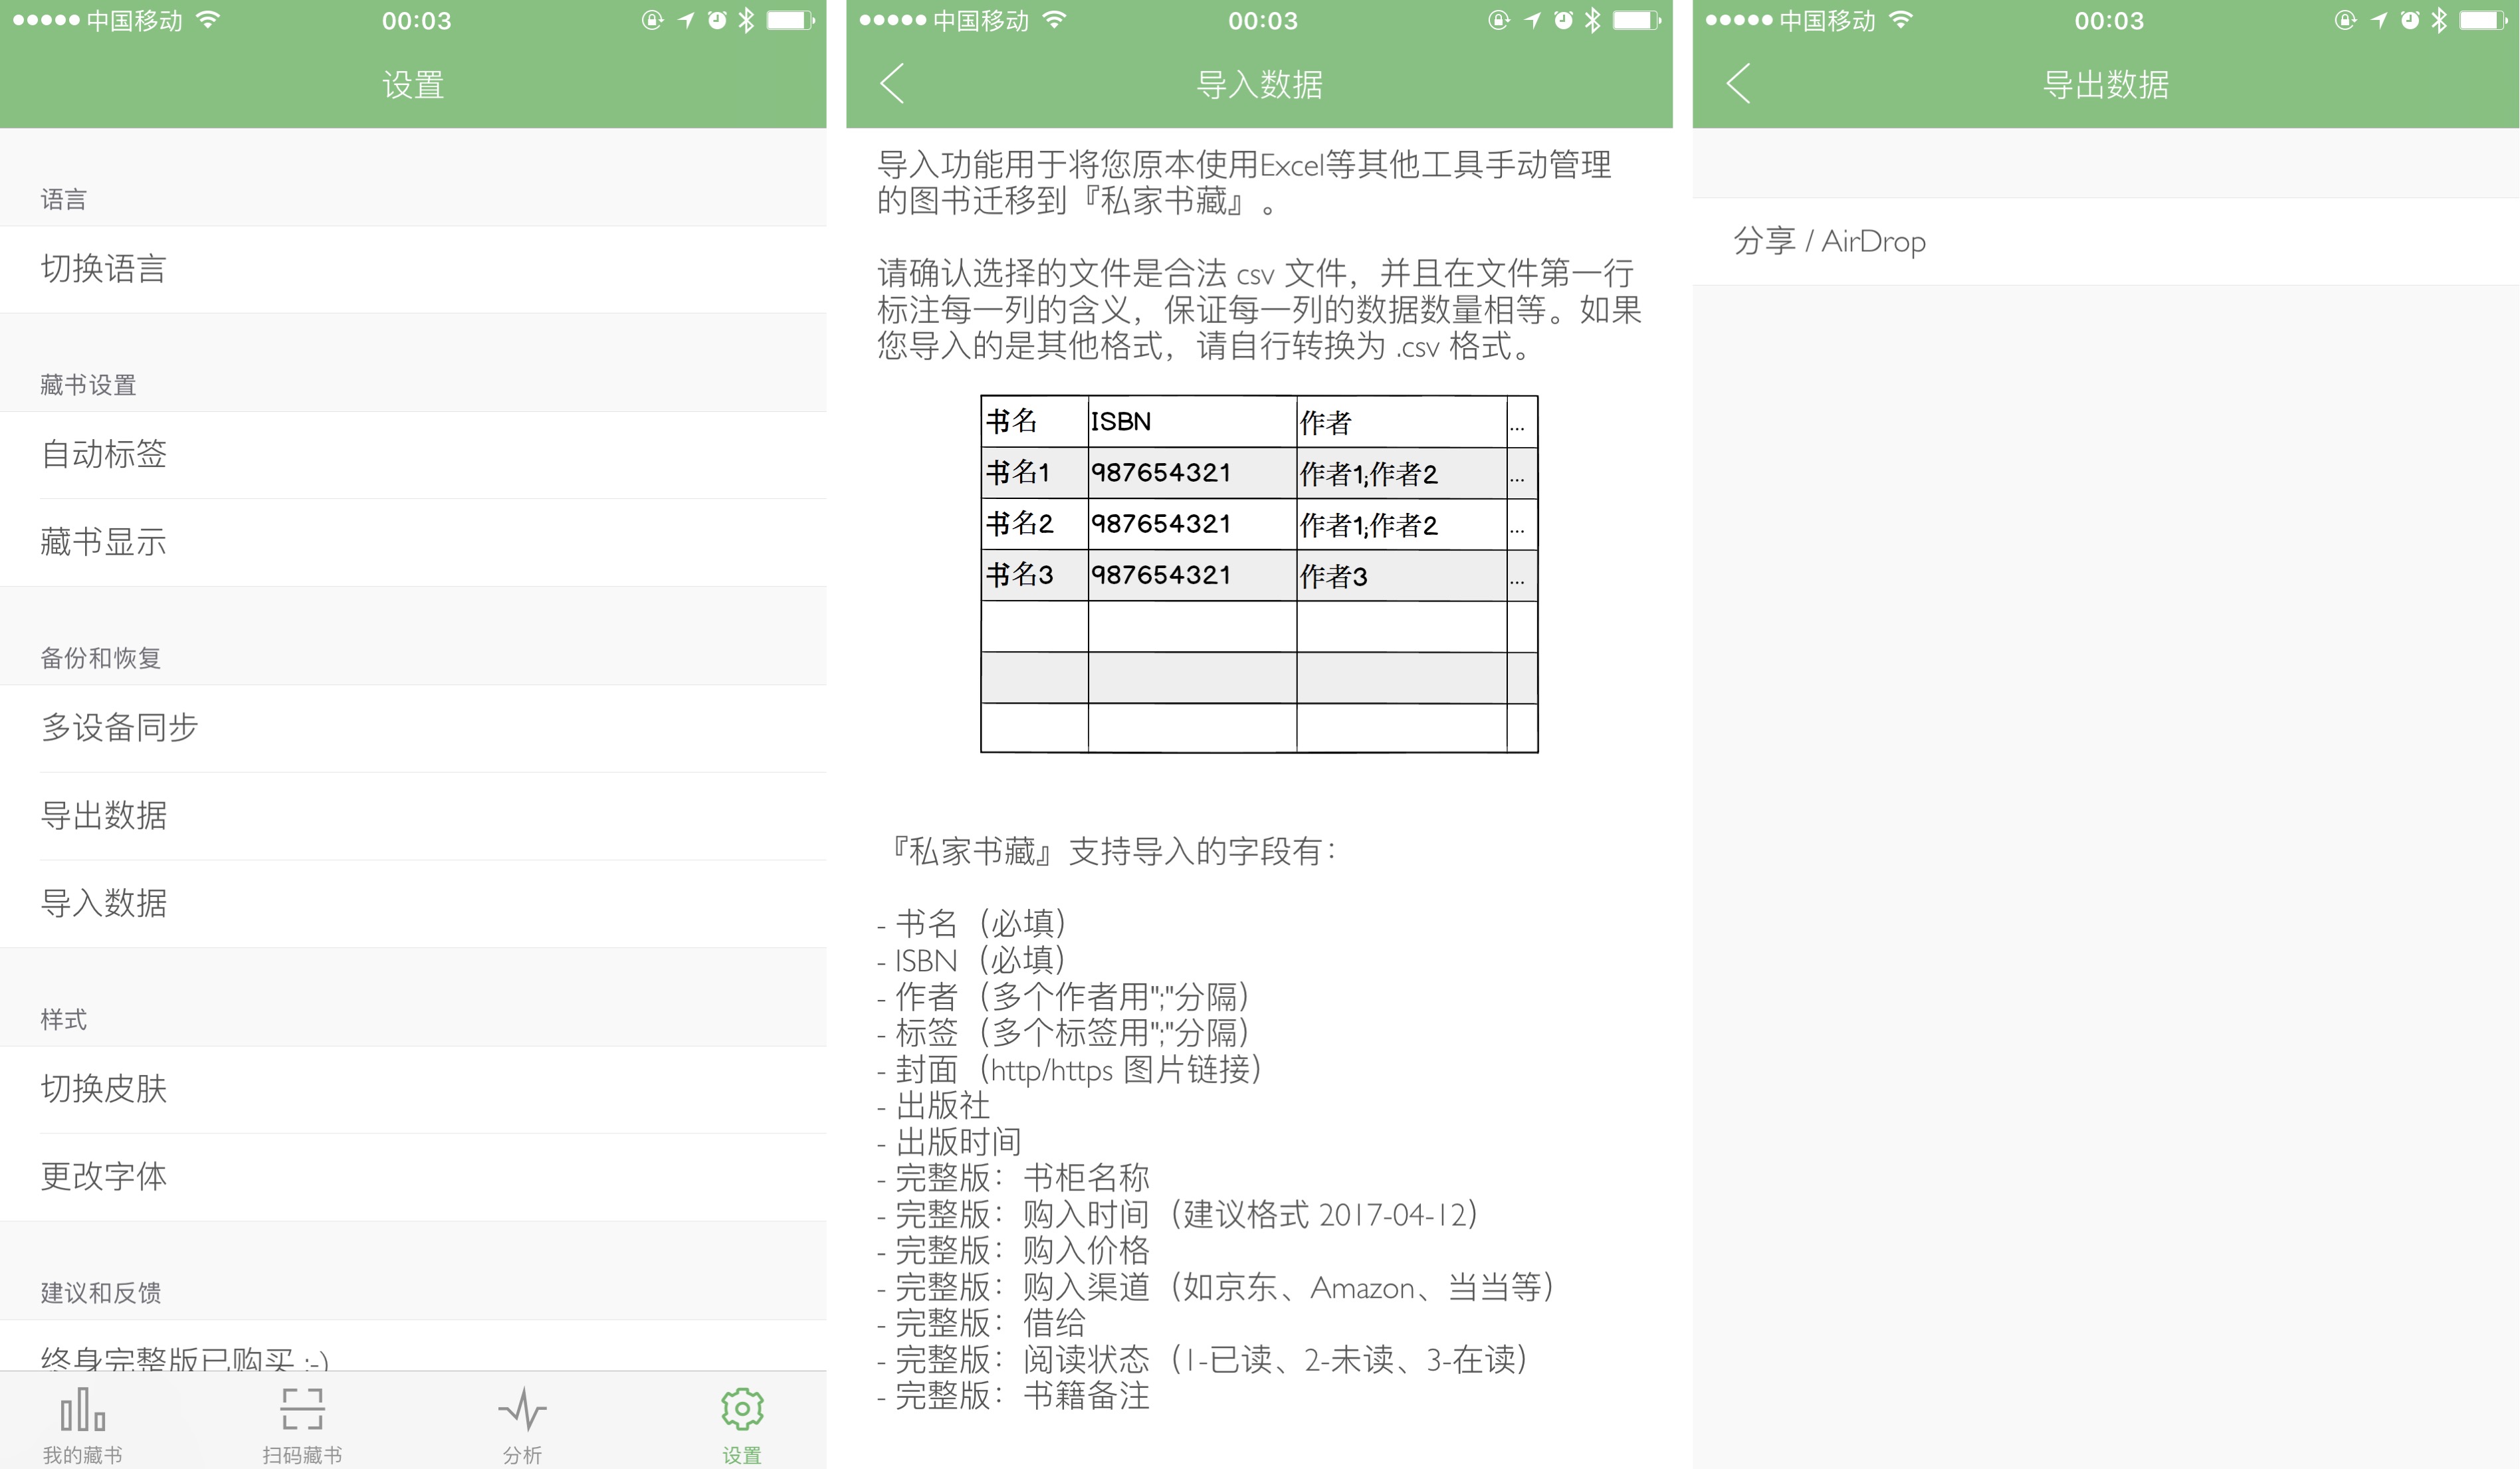 中国移动 00:03
设置
语言
切换语言
藏书设置
自动标签
藏书显示
备份和恢复
多设备同步
导出数据
导入数据
样式
切换皮肤
更改字体
建议和反馈
终身完整版已购买 :-)
我的藏书 扫码藏书 分析 设置
中国移动 00:03
导入数据
导入功能用于将您原本使用Excel等其他工具手动管理
的图书迁移到『私家书藏』。
请确认选择的文件是合法 csv 文件，并且在文件第一行
标注每一列的含义，保证每一列的数据数量相等。如果
您导入的是其他格式，请自行转换为 .csv 格式。
书名 ISBN 作者 ...
书名1 987654321 作者1;作者2 ...
书名2 987654321 作者1;作者2 ...
书名3 987654321 作者3 ...
『私家书藏』支持导入的字段有：
- 书名（必填）
- ISBN（必填）
- 作者（多个作者用";"分隔）
- 标签（多个标签用";"分隔）
- 封面（http/https 图片链接）
- 出版社
- 出版时间
- 完整版：书柜名称
- 完整版：购入时间（建议格式 2017-04-12）
- 完整版：购入价格
- 完整版：购入渠道（如京东、Amazon、当当等）
- 完整版：借给
- 完整版：阅读状态（1-已读、2-未读、3-在读）
- 完整版：书籍备注
中国移动 00:03
导出数据
分享 / AirDrop